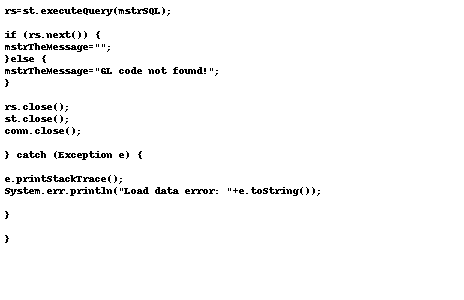 rs=st.executeQuery(mstrSQL);
if (rs.next()) {
mstrTheMessage="";
}else {
mstrTheMessage="GL code not found!";
}
rs.close();
st.close();
conn.close();
} catch (Exception e) {
e.printStackTrace();
System.err.println("Load data error: "+e.toString());
}
}